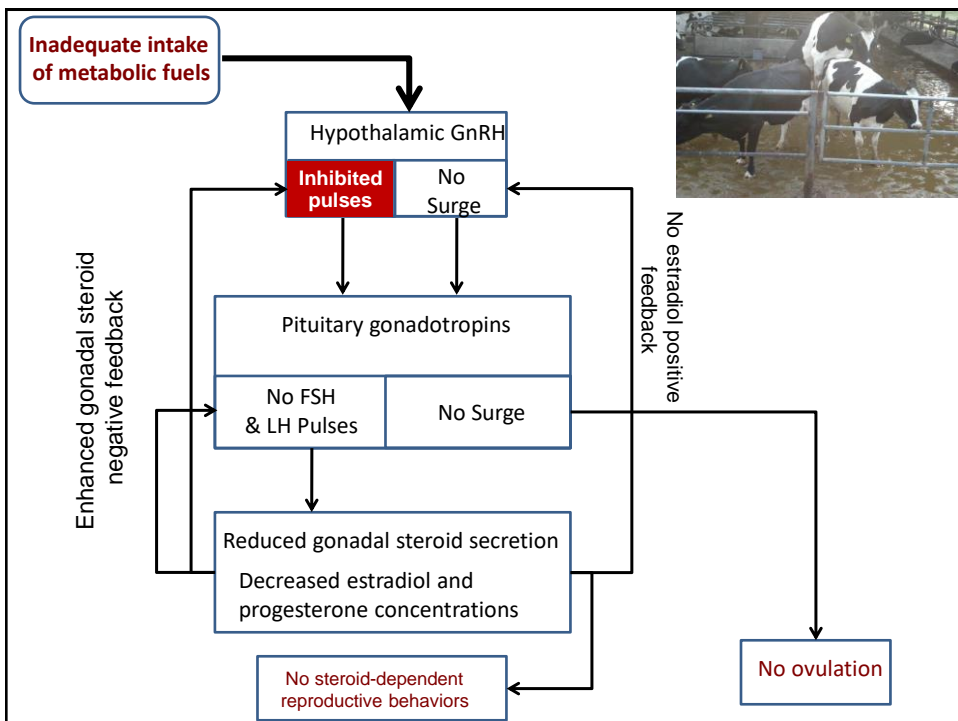 Inadequate intake
of metabolic fuels
Hypothalamic GnRH
Inhibited
pulses
No
Surge
Enhanced gonadal steroid
negative feedback
No estradiol positive
feedback
Pituitary gonadotropins
No FSH
& LH Pulses
No Surge
Reduced gonadal steroid secretion
Decreased estradiol and
progesterone concentrations
No steroid-dependent
reproductive behaviors
No ovulation